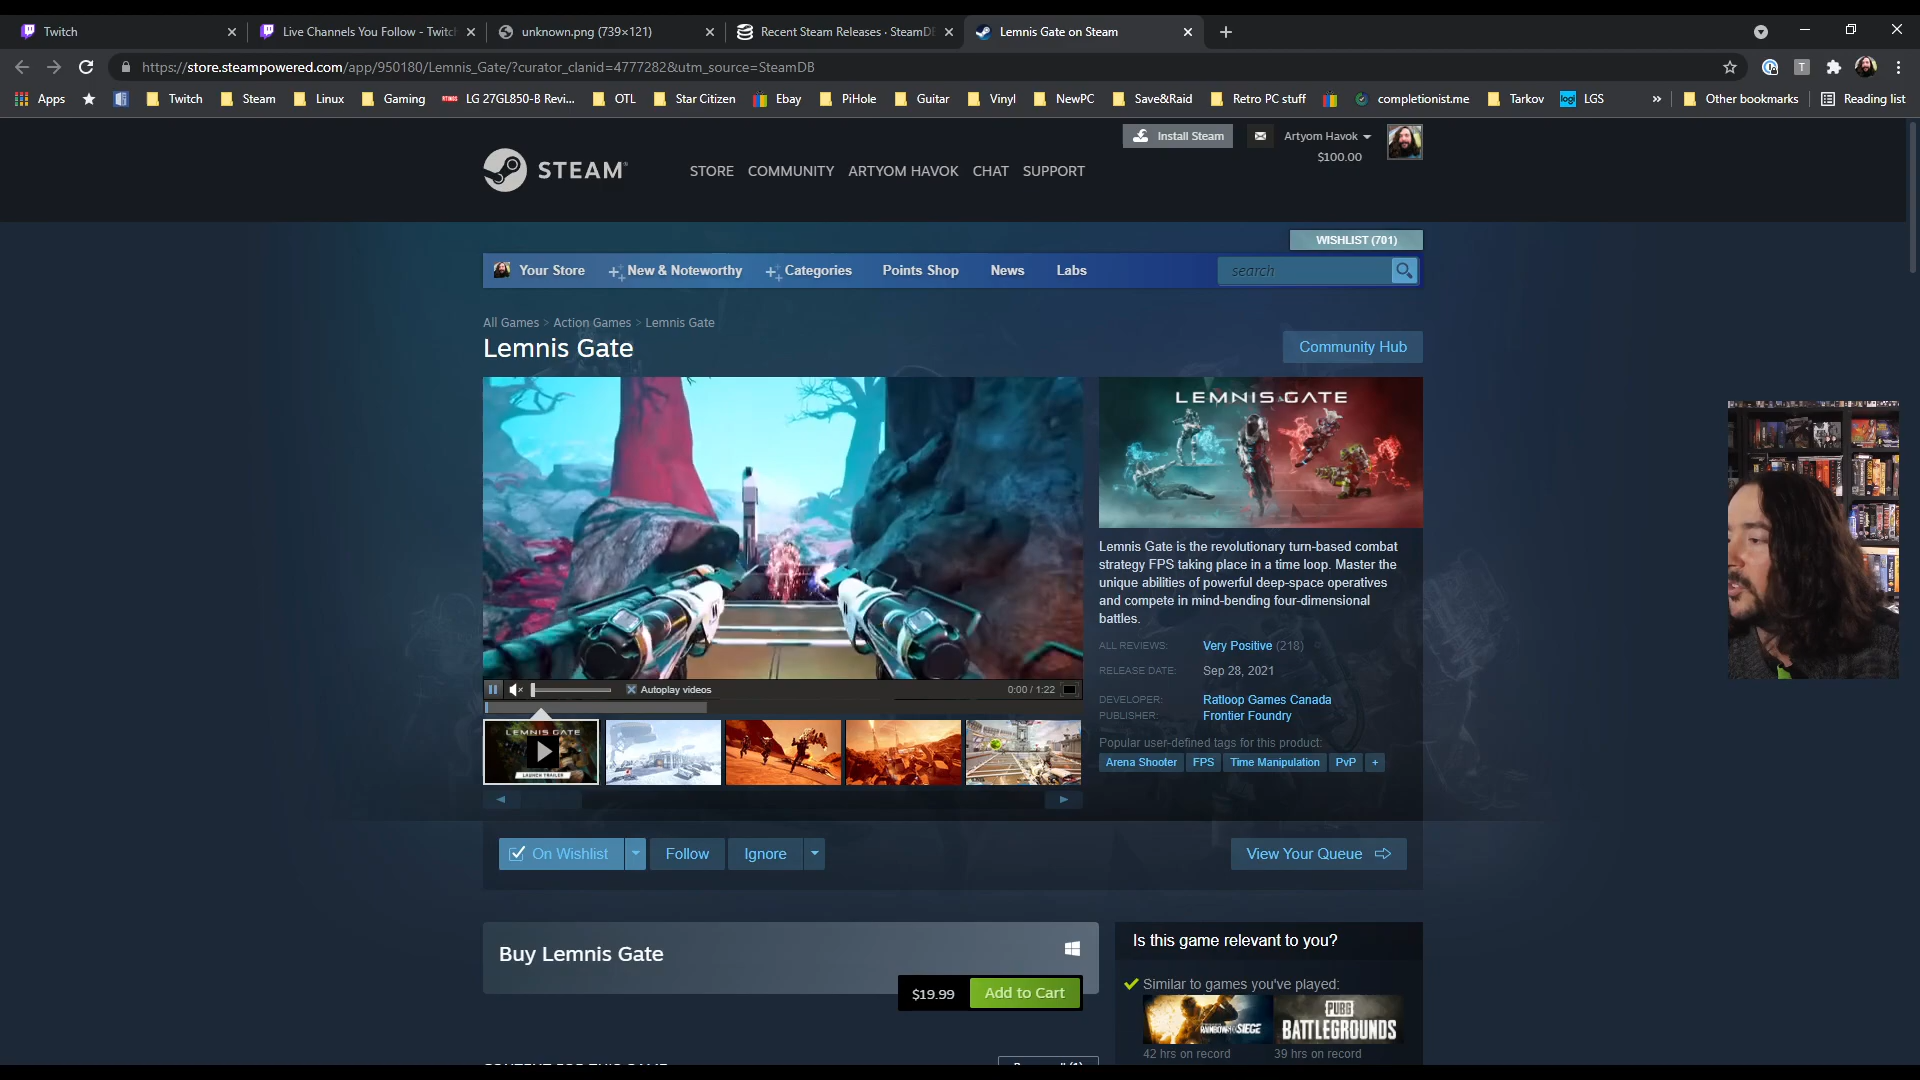 Twitch
Live Channels You Follow - Twitch
unknown.png (739×121)
Recent Steam Releases · SteamDB
Lemnis Gate on Steam
https://store.steampowered.com/app/950180/Lemnis_Gate/?curator_clanid=4777282&utm_source=SteamDB
Apps
Twitch
Steam
Linux
Gaming
LG 27GL850-B Revi...
OTL
Star Citizen
Ebay
PiHole
Guitar
Vinyl
NewPC
Save&Raid
Retro PC stuff
completionist.me
Tarkov
LGS
»
Other bookmarks
Reading list
Install Steam
Artyom Havok
$100.00
STEAM
STORE COMMUNITY ARTYOM HAVOK CHAT SUPPORT
WISHLIST (701)
Your Store New & Noteworthy Categories Points Shop News Labs
search
All Games > Action Games > Lemnis Gate
Lemnis Gate
Community Hub
LEMNIS GATE
Lemnis Gate is the revolutionary turn-based combat
strategy FPS taking place in a time loop. Master the
unique abilities of powerful deep-space operatives
and compete in mind-bending four-dimensional
battles.
ALL REVIEWS: Very Positive (218)
RELEASE DATE: Sep 28, 2021
DEVELOPER: Ratloop Games Canada
PUBLISHER: Frontier Foundry
Popular user-defined tags for this product:
Arena Shooter FPS Time Manipulation PvP +
Autoplay videos
0:00 / 1:22
LEMNIS GATE
LAUNCH TRAILER
On Wishlist
Follow
Ignore
View Your Queue
Buy Lemnis Gate
$19.99
Add to Cart
Is this game relevant to you?
Similar to games you've played:
RAINBOW SIEGE
PUBG
BATTLEGROUNDS
42 hrs on record
39 hrs on record